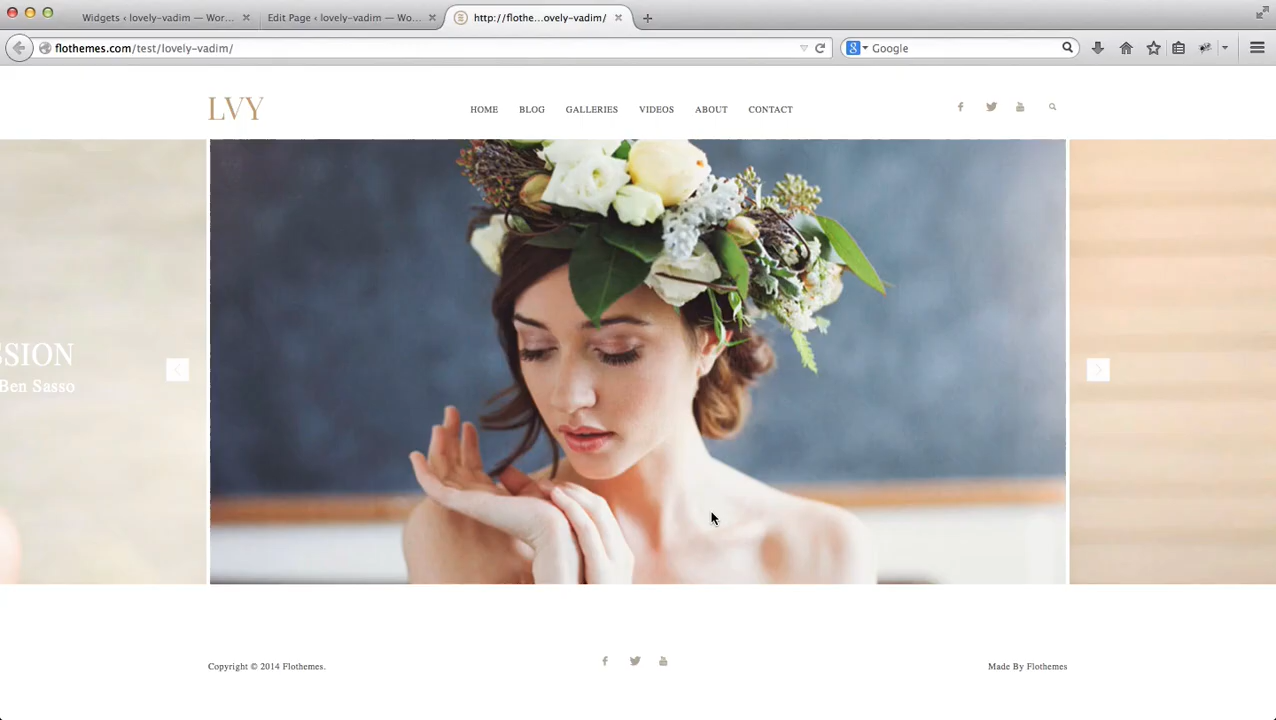 Widgets ‹ lovely-vadim — Wor...
Edit Page ‹ lovely-vadim — Wo...
http://flothe...ovely-vadim/
flothemes.com/test/lovely-vadim/
Google
LVY
HOME BLOG GALLERIES VIDEOS ABOUT CONTACT
SSION
Ben Sasso
Copyright © 2014 Flothemes.
Made By Flothemes